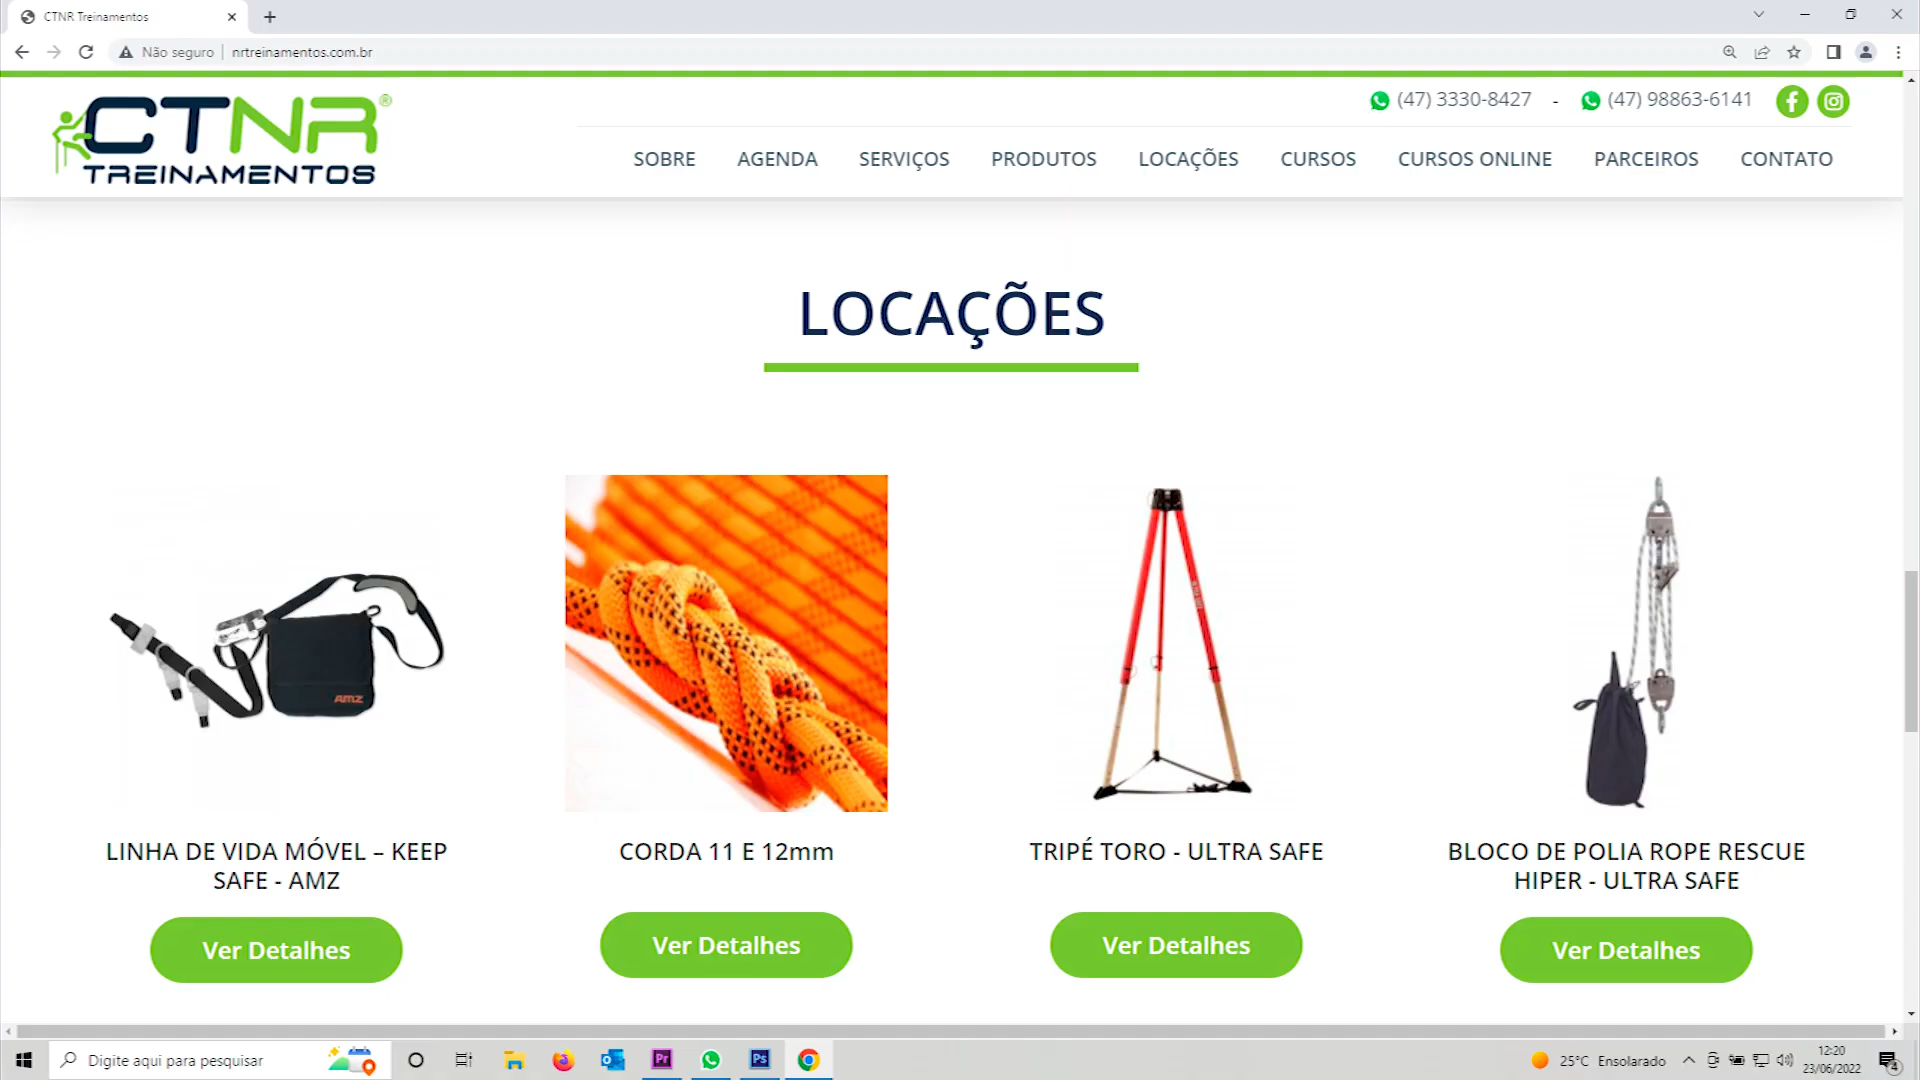 CTNR Treinamentos
Não seguro
nrtreinamentos.com.br
CTNR®
TREINAMENTOS
(47) 3330-8427 - (47) 98863-6141
SOBRE AGENDA SERVIÇOS PRODUTOS LOCAÇÕES CURSOS CURSOS ONLINE PARCEIROS CONTATO
LOCAÇÕES
AMZ
LINHA DE VIDA MÓVEL – KEEP
SAFE - AMZ
Ver Detalhes
CORDA 11 E 12mm
Ver Detalhes
TRIPÉ TORO - ULTRA SAFE
Ver Detalhes
BLOCO DE POLIA ROPE RESCUE
HIPER - ULTRA SAFE
Ver Detalhes
Digite aqui para pesquisar
Pr
Ps
25°C Ensolarado
12:20
23/06/2022
4